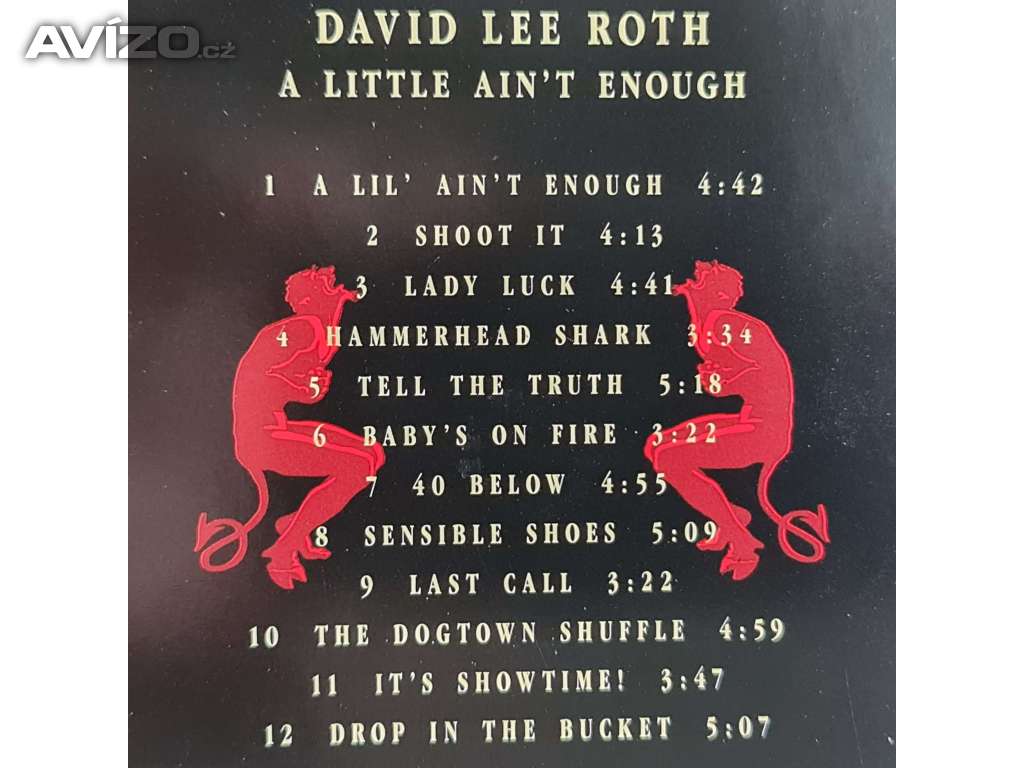 AVÍZO.cz
DAVID LEE ROTH
A LITTLE AIN'T ENOUGH
1 A LIL' AIN'T ENOUGH 4:42
2 SHOOT IT 4:13
3 LADY LUCK 4:41
4 HAMMERHEAD SHARK 3:34
5 TELL THE TRUTH 5:18
6 BABY'S ON FIRE 3:22
7 40 BELOW 4:55
8 SENSIBLE SHOES 5:09
9 LAST CALL 3:22
10 THE DOGTOWN SHUFFLE 4:59
11 IT'S SHOWTIME! 3:47
12 DROP IN THE BUCKET 5:07